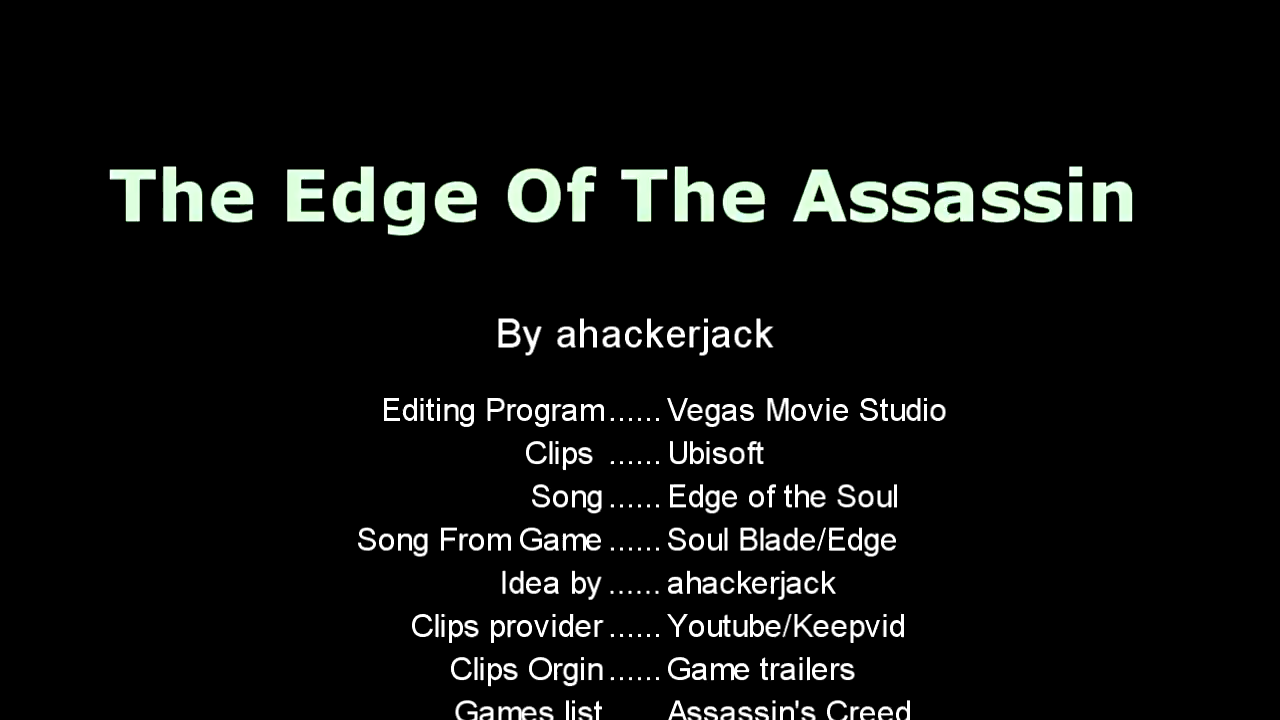 The Edge Of The Assassin
By ahackerjack
Editing Program...... Vegas Movie Studio
Clips ...... Ubisoft
Song ...... Edge of the Soul
Song From Game ...... Soul Blade/Edge
Idea by ...... ahackerjack
Clips provider ...... Youtube/Keepvid
Clips Orgin ...... Game trailers
Games list Assassin's Creed